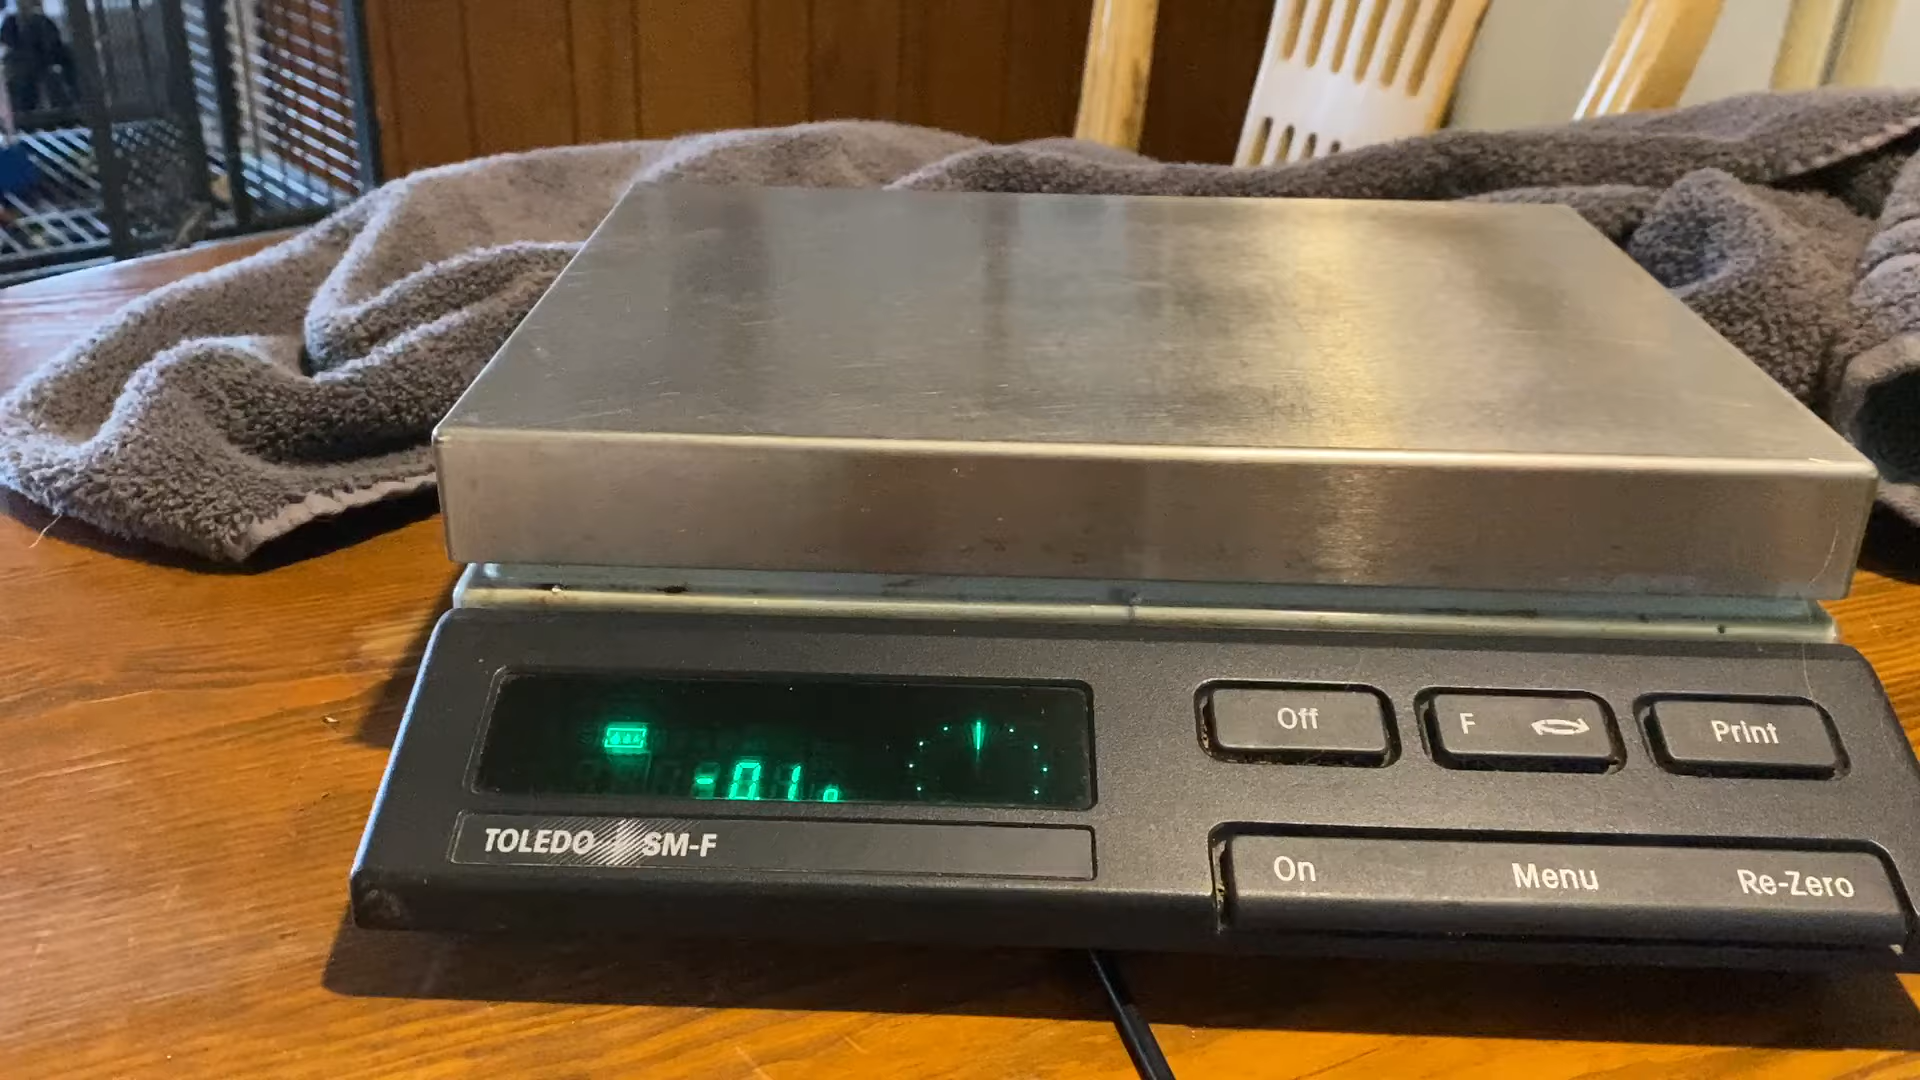 -0.1 g
Off
F
Print
TOLEDO SM-F
On
Menu
Re-Zero